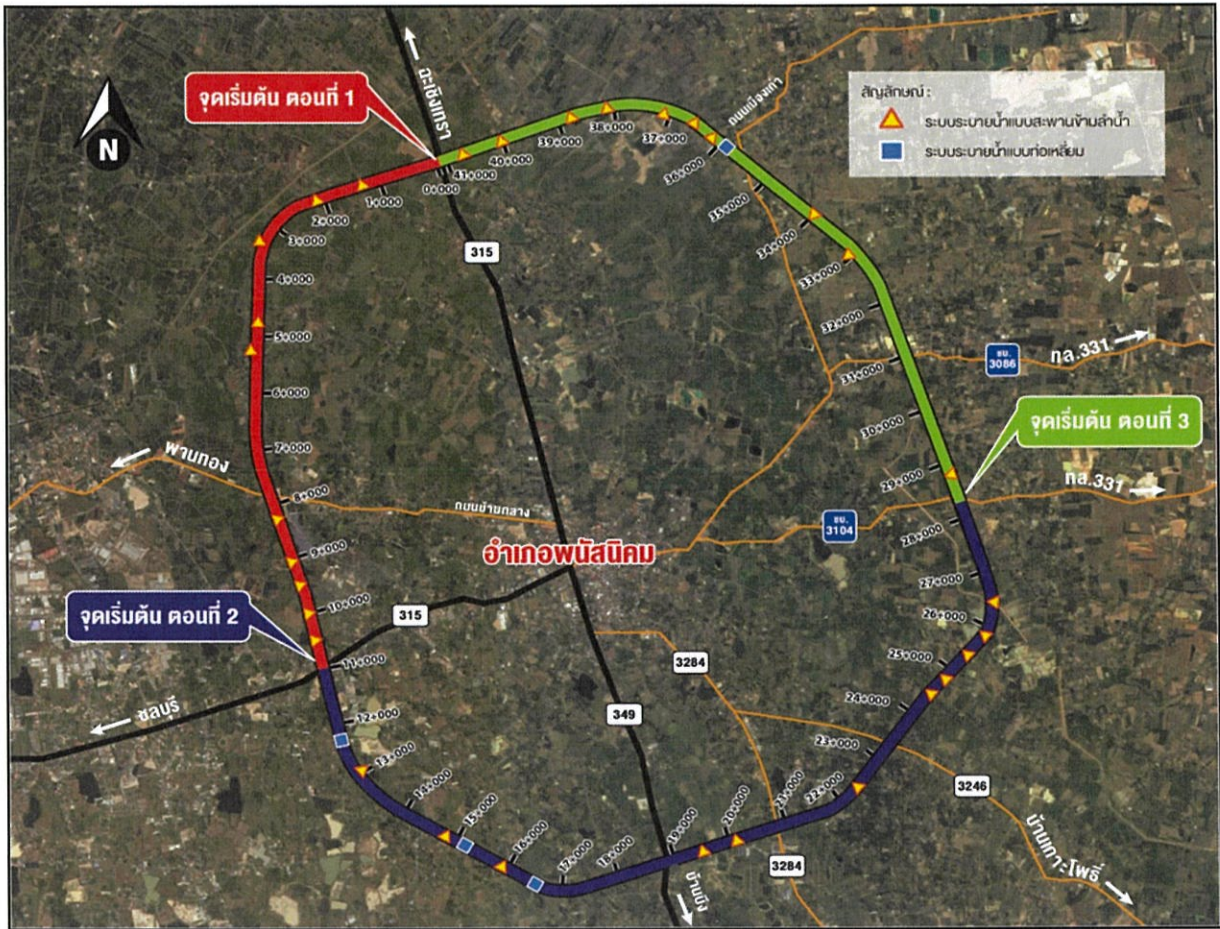 จุดเริ่มต้น ตอนที่ 1
ฉะเชิงเทรา
ถนนเมืองเก่า
สัญลักษณ์ :
ระบบระบายน้ำแบบสะพานข้ามลำน้ำ
ระบบระบายน้ำแบบท่อเหลี่ยม
N
0+000
1+000
2+000
3+000
4+000
5+000
6+000
7+000
8+000
9+000
10+000
11+000
12+000
13+000
14+000
15+000
16+000
17+000
18+000
19+000
20+000
21+000
22+000
23+000
24+000
25+000
26+000
27+000
28+000
29+000
30+000
31+000
32+000
33+000
34+000
35+000
36+000
37+000
38+000
39+000
40+000
41+000
315
ชบ.
3086
ทล.331
จุดเริ่มต้น ตอนที่ 3
ทล.331
ชบ.
3104
พานทอง
ถนนบ้านกลาง
อำเภอพนัสนิคม
จุดเริ่มต้น ตอนที่ 2
315
ชลบุรี
3284
349
3246
บ้านเกาะโพธิ์
3284
บ้านบึง